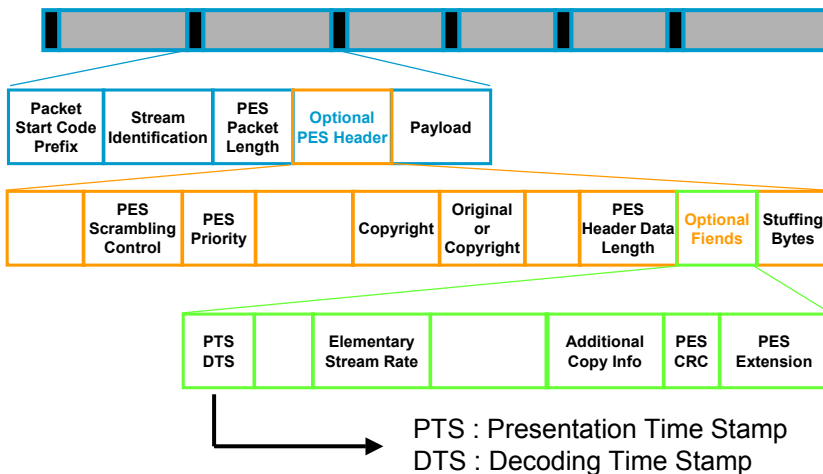 Packet
Start Code
Prefix
Stream
Identification
PES
Packet
Length
Optional
PES Header
Payload
PES
Scrambling
Control
PES
Priority
Copyright
Original
or
Copyright
PES
Header Data
Length
Optional
Fiends
Stuffing
Bytes
PTS
DTS
Elementary
Stream Rate
Additional
Copy Info
PES
CRC
PES
Extension
PTS : Presentation Time Stamp
DTS : Decoding Time Stamp